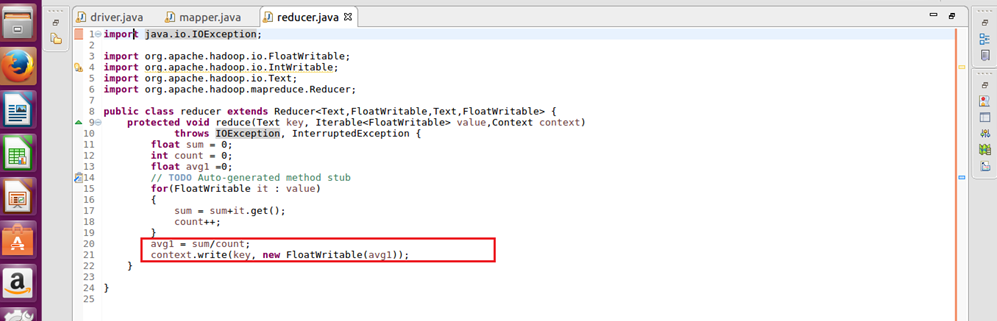 driver.java mapper.java reducer.java
1 import java.io.IOException;
2
3 import org.apache.hadoop.io.FloatWritable;
4 import org.apache.hadoop.io.IntWritable;
5 import org.apache.hadoop.io.Text;
6 import org.apache.hadoop.mapreduce.Reducer;
7
8 public class reducer extends Reducer<Text,FloatWritable,Text,FloatWritable> {
9 protected void reduce(Text key, Iterable<FloatWritable> value,Context context)
10 throws IOException, InterruptedException {
11 float sum = 0;
12 int count = 0;
13 float avg1 =0;
14 // TODO Auto-generated method stub
15 for(FloatWritable it : value)
16 {
17 sum = sum+it.get();
18 count++;
19 }
20 avg1 = sum/count;
21 context.write(key, new FloatWritable(avg1));
22 }
23
24 }
25